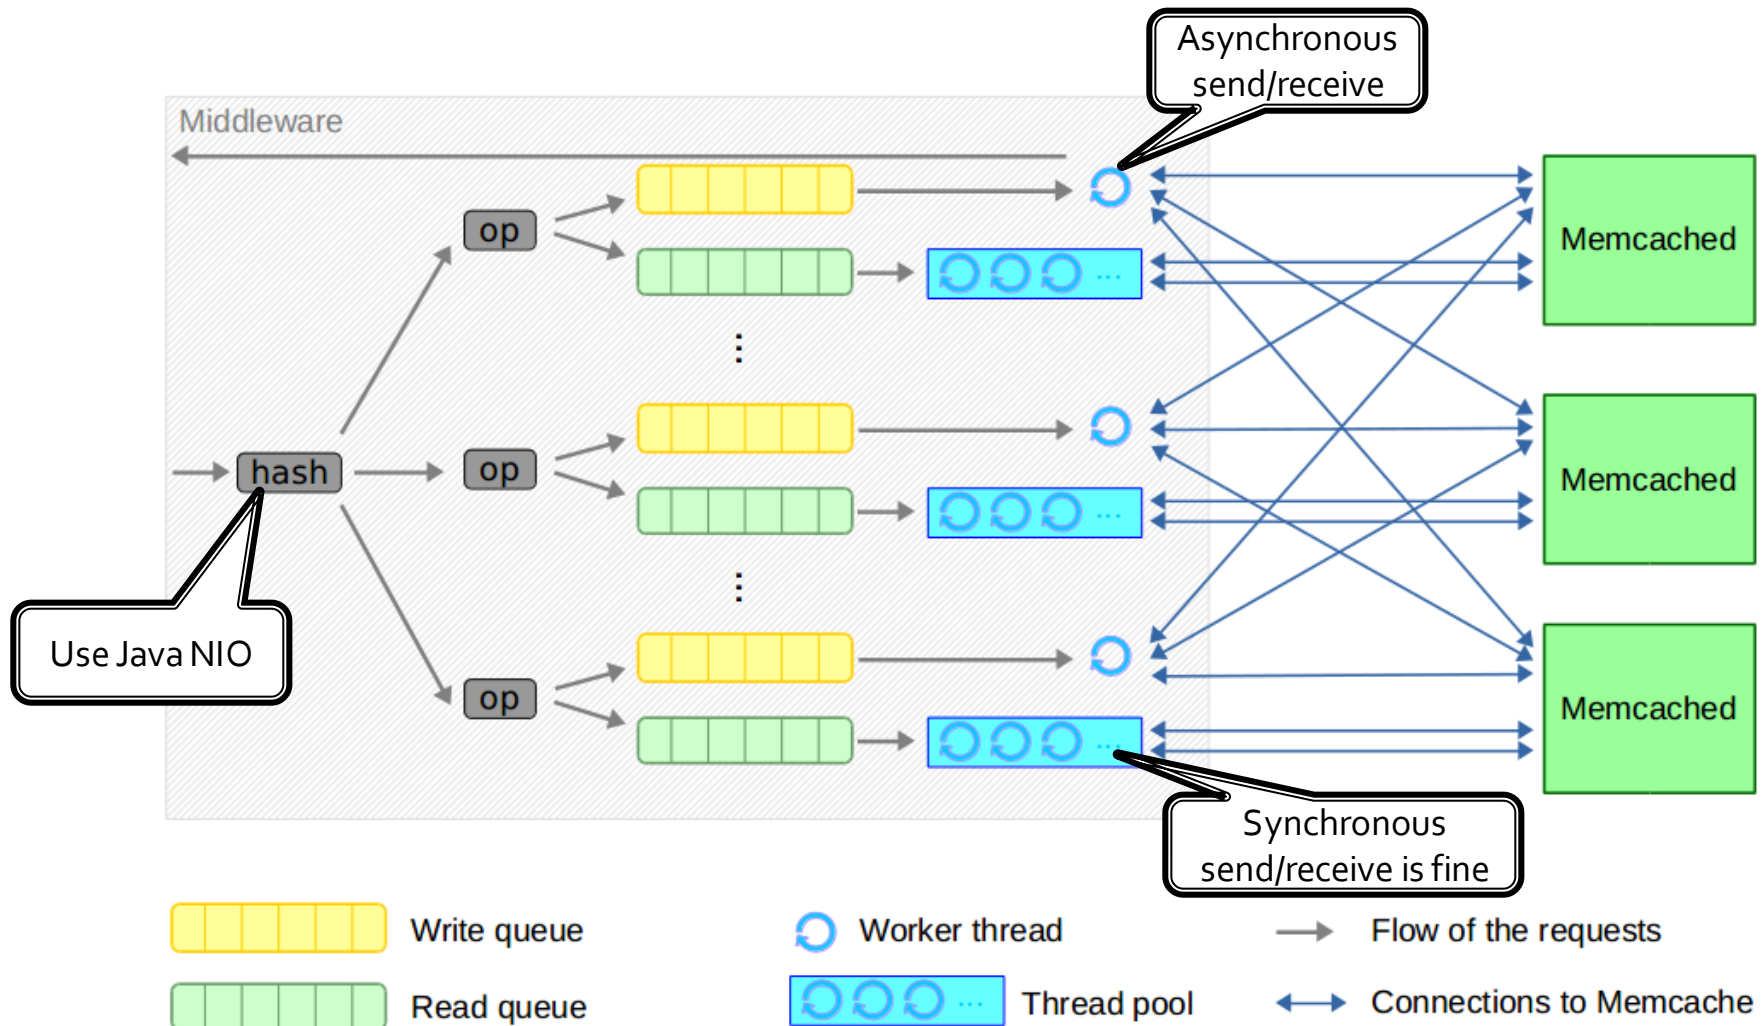 Asynchronous
send/receive
Middleware
op
Memcached
...
⋮
hash
op
Memcached
...
⋮
Use Java NIO
op
Memcached
...
Synchronous
send/receive is fine
Write queue
Worker thread
Flow of the requests
Read queue
...
Thread pool
Connections to Memcache